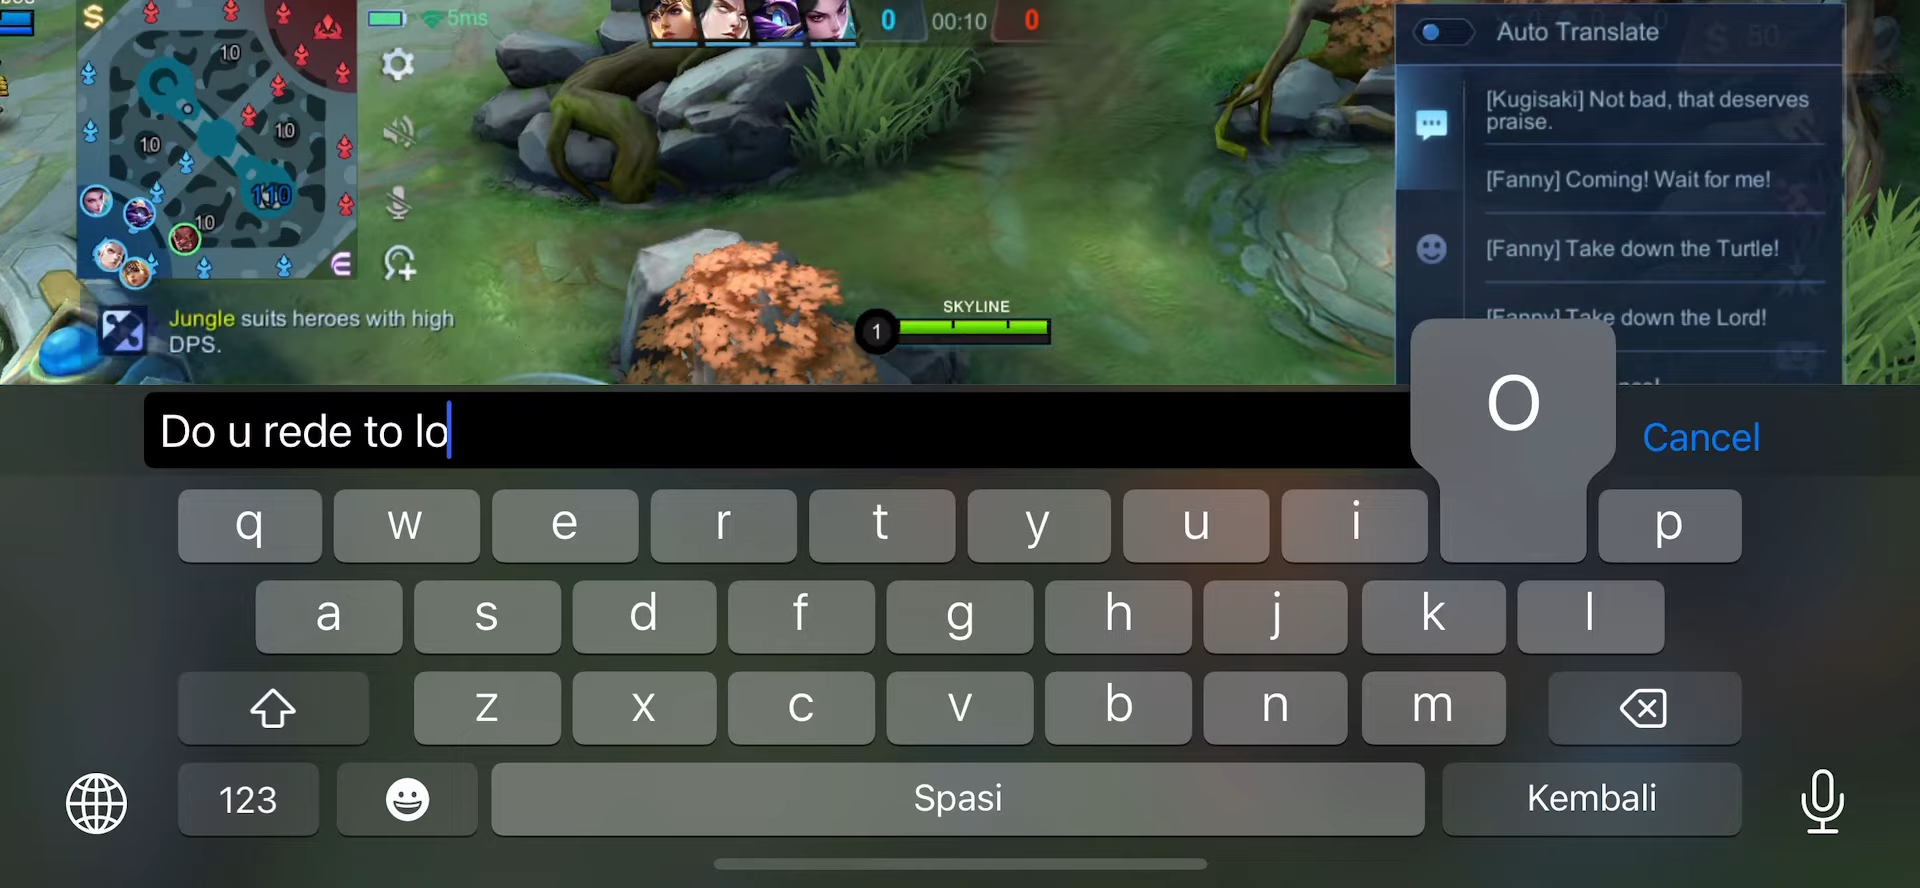 5ms
0
00:10
0
Auto Translate
50
10
10
10
10
[Kugisaki] Not bad, that deserves
praise.
[Fanny] Coming! Wait for me!
[Fanny] Take down the Turtle!
[Fanny] Take down the Lord!
Jungle suits heroes with high
DPS.
SKYLINE
1
Do u rede to lo
O
Cancel
q w e r t y u i p
a s d f g h j k l
z x c v b n m
123
Spasi
Kembali